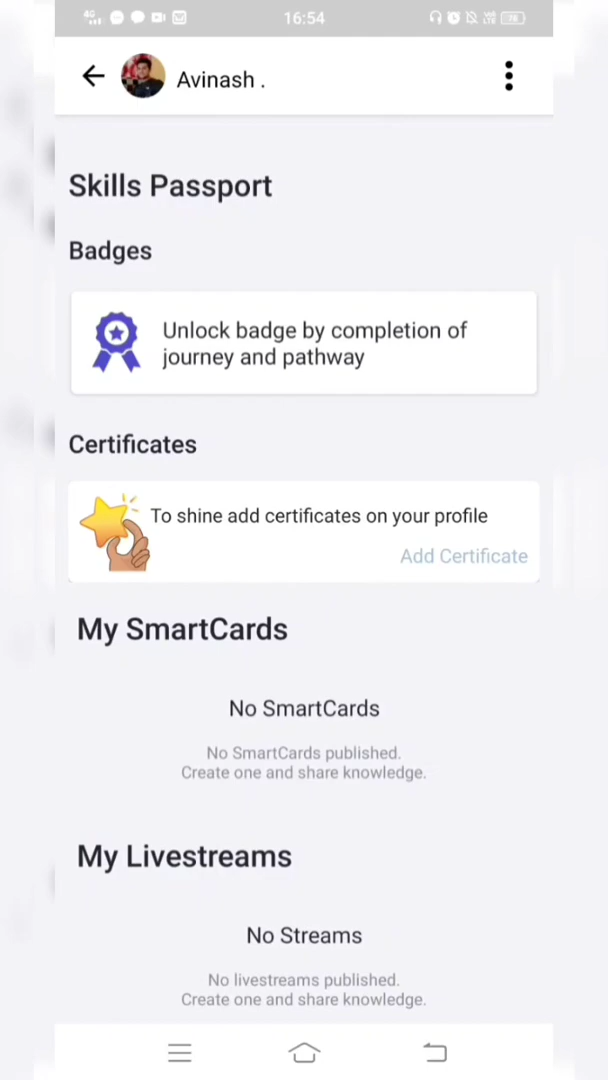 4G 16:54 78
Avinash .
Skills Passport
Badges
Unlock badge by completion of
journey and pathway
Certificates
To shine add certificates on your profile
Add Certificate
My SmartCards
No SmartCards
No SmartCards published.
Create one and share knowledge.
My Livestreams
No Streams
No livestreams published.
Create one and share knowledge.